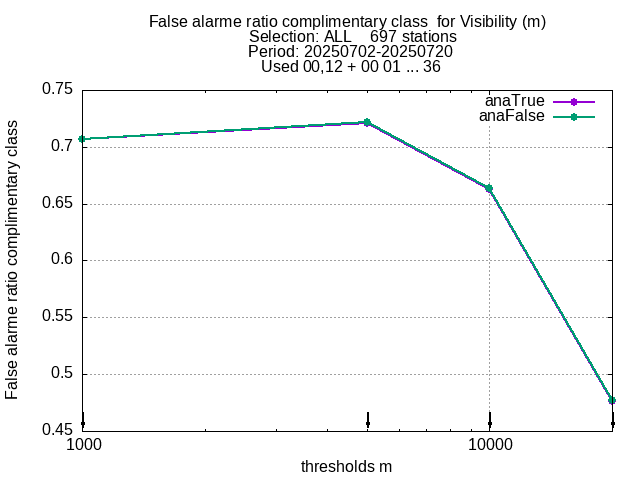 False alarme ratio complimentary class  for Visibility (m)
Selection: ALL    697 stations
Period: 20250702-20250720
Used 00,12 + 00 01 ... 36
anaTrue
anaFalse
0.75
0.7
0.65
0.6
0.55
0.5
0.45
False alarme ratio complimentary class
1000
10000
thresholds m